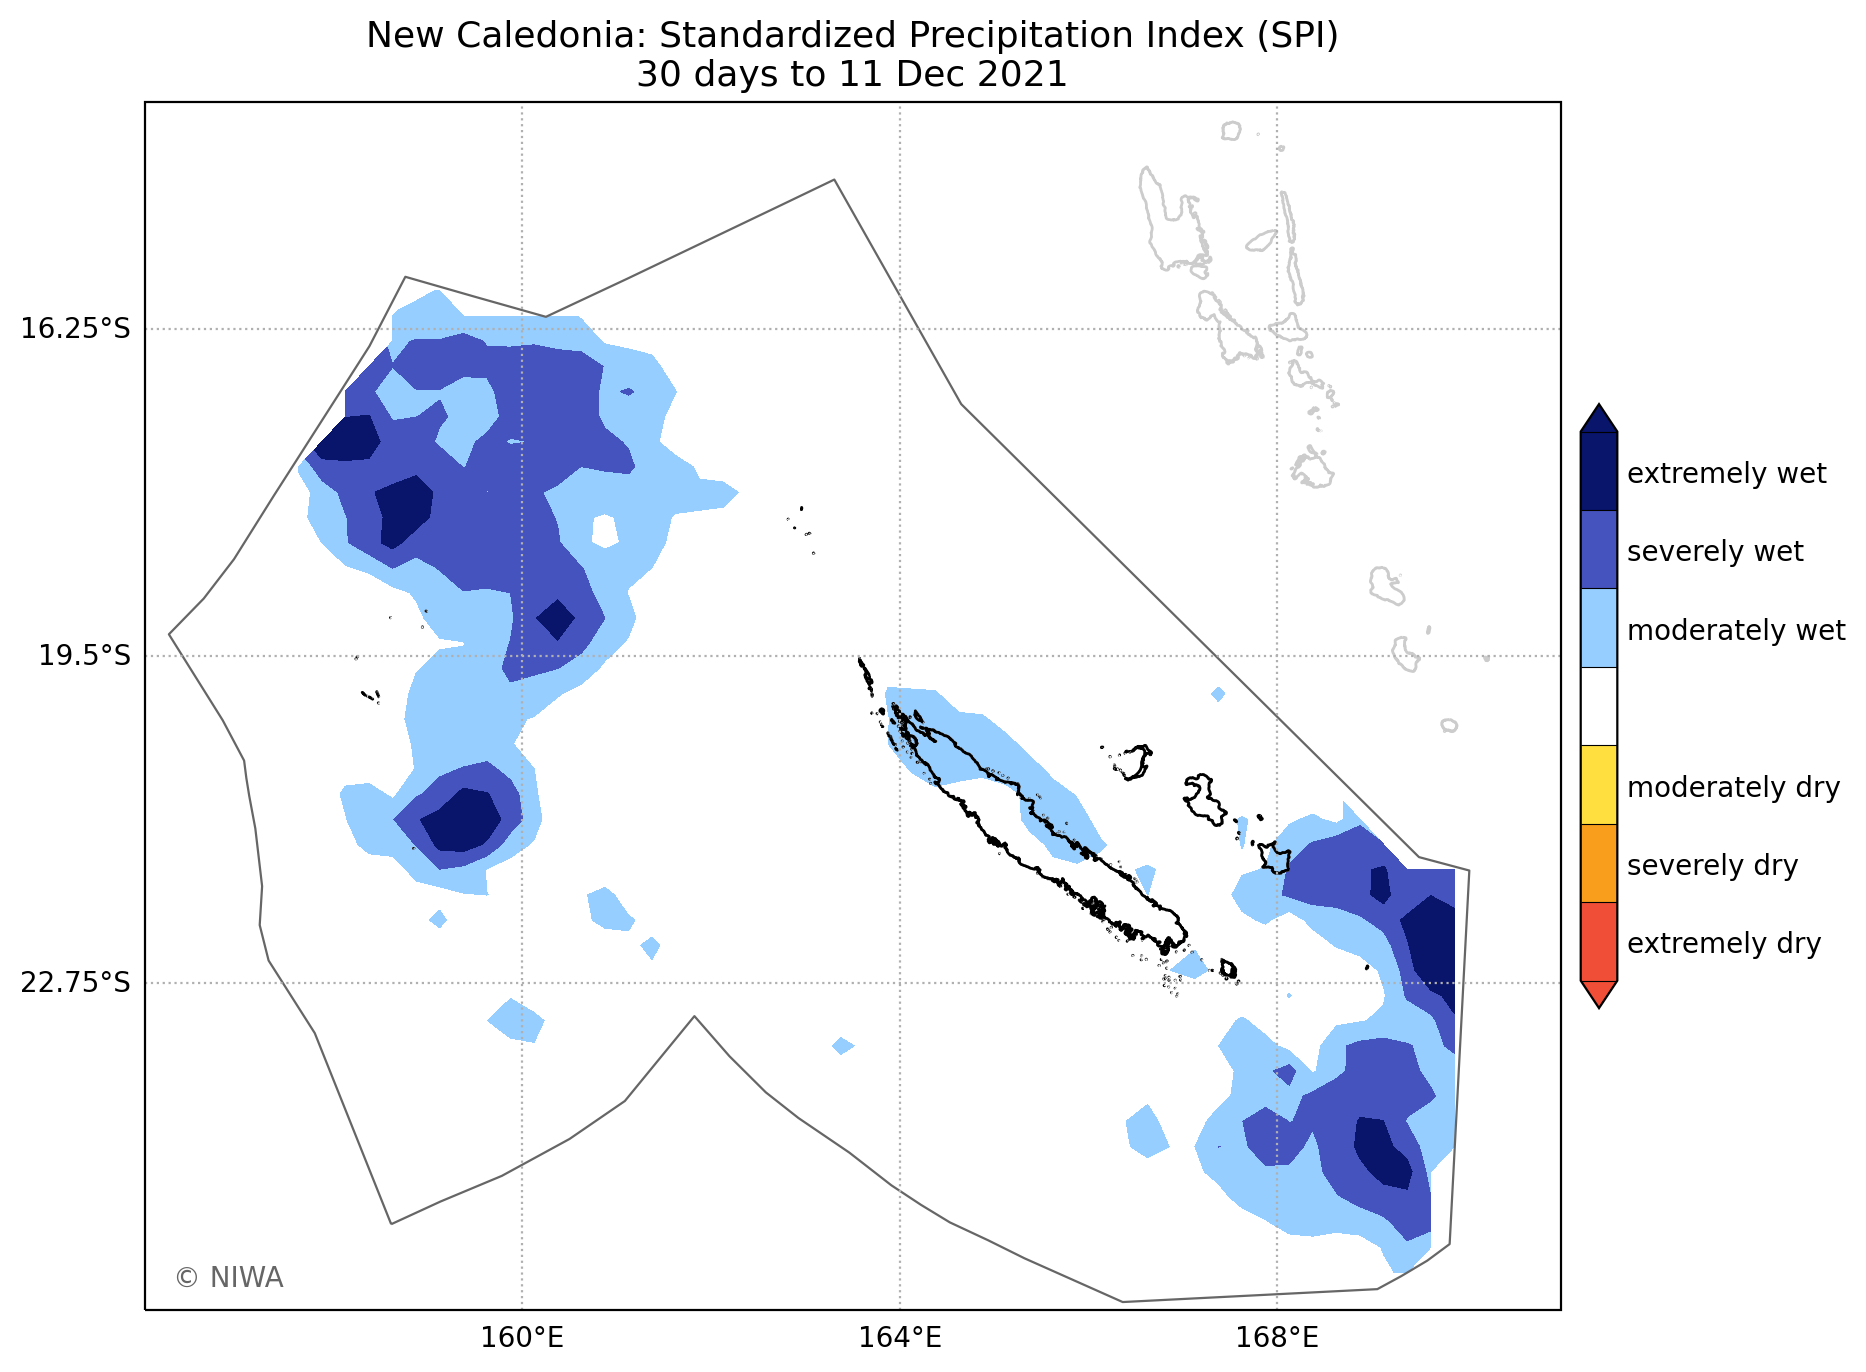 New Caledonia: Standardized Precipitation Index (SPI)
30 days to 11 Dec 2021
16.25°S
19.5°S
22.75°S
160°E
164°E
168°E
extremely wet
severely wet
moderately wet
moderately dry
severely dry
extremely dry
© NIWA